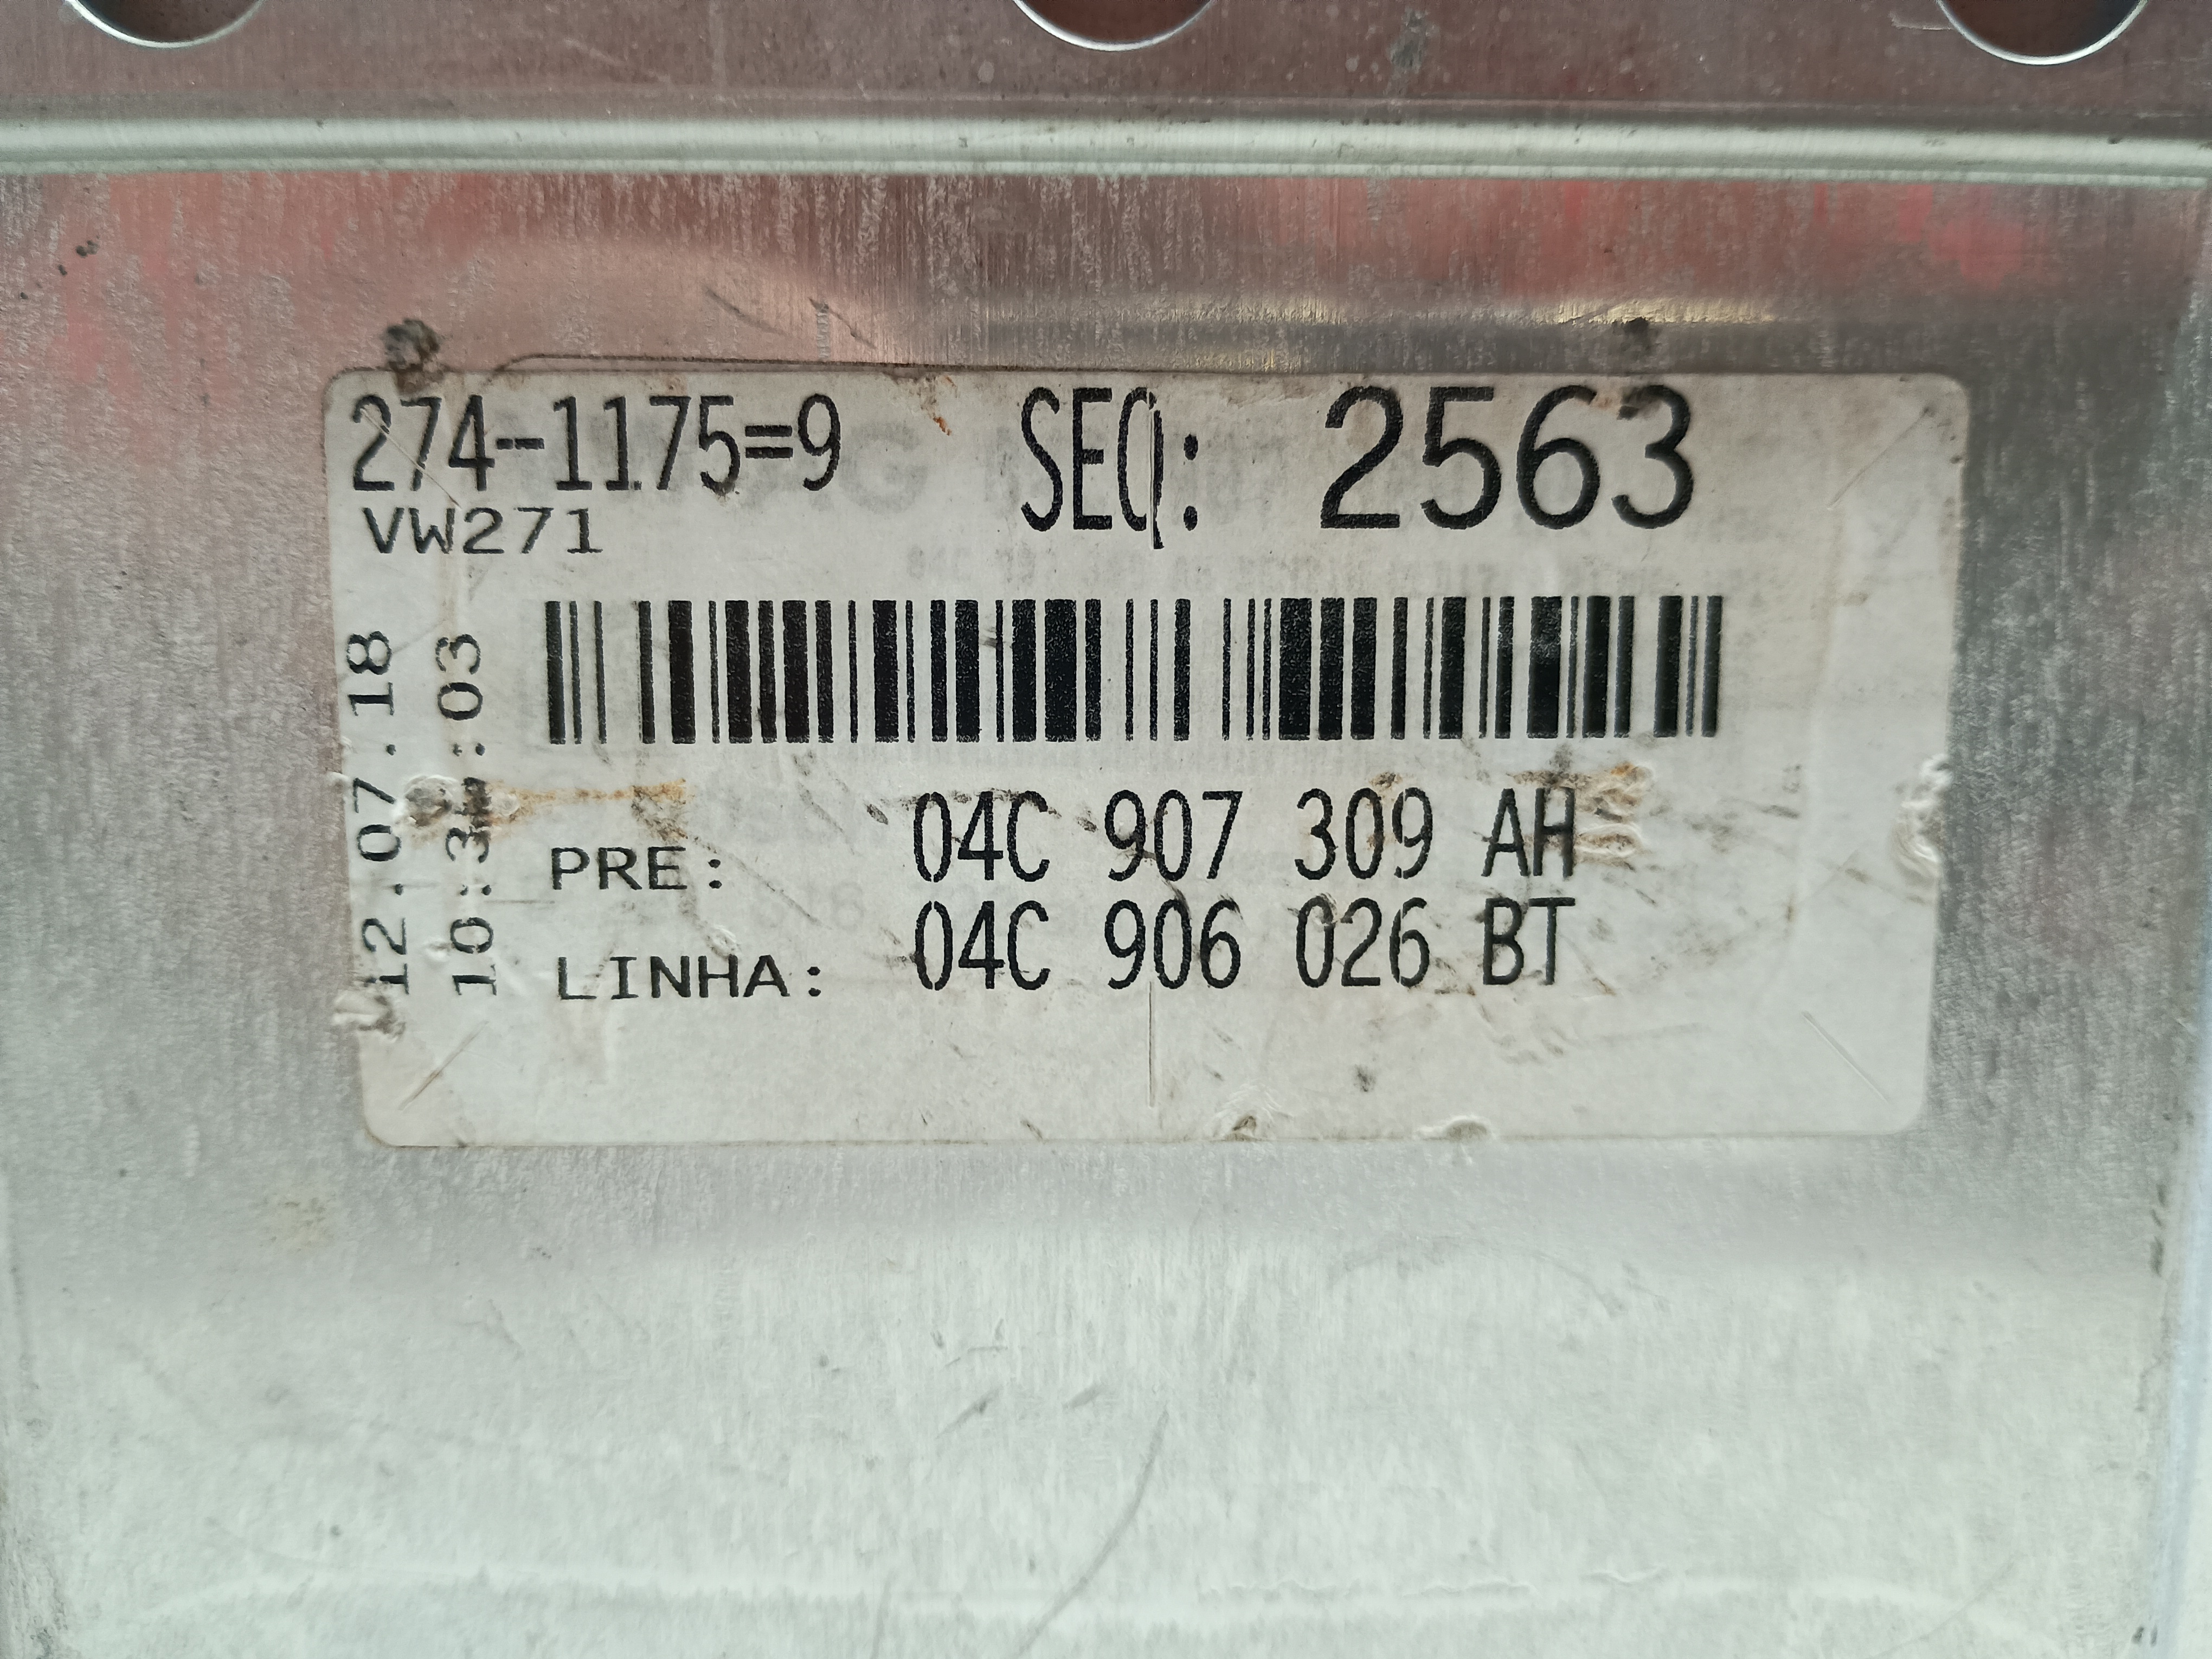 274-1175=9 SEQ: 2563
VW271
12.07.18
PRE: 04C 907 309 AH
LINHA: 04C 906 026 BT